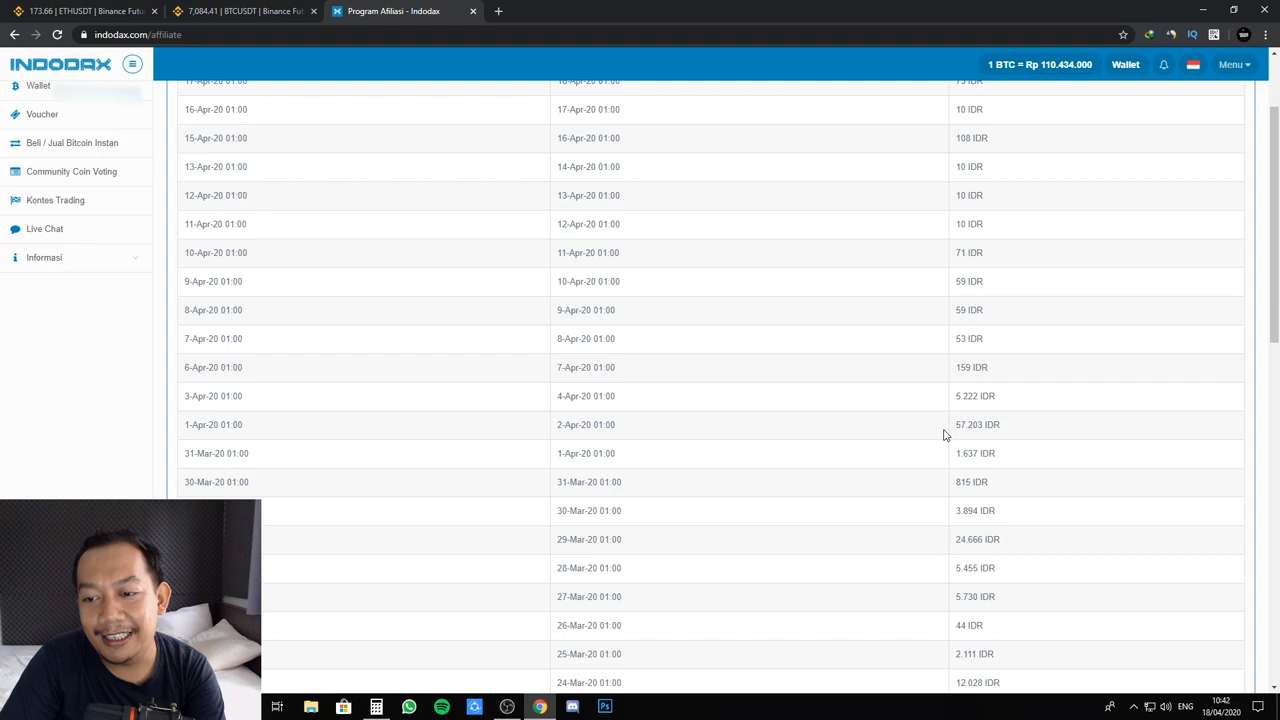 173.66 | ETHUSDT | Binance Futu
7,084.41 | BTCUSDT | Binance Fut
Program Afiliasi - Indodax
indodax.com/affiliate
INDODAX
1 BTC = Rp 110.434.000
Wallet
Menu
Wallet
Voucher
Beli / Jual Bitcoin Instan
Community Coin Voting
Kontes Trading
Live Chat
Informasi
17-Apr-20 01:00 18-Apr-20 01:00 73 IDR
16-Apr-20 01:00 17-Apr-20 01:00 10 IDR
15-Apr-20 01:00 16-Apr-20 01:00 108 IDR
13-Apr-20 01:00 14-Apr-20 01:00 10 IDR
12-Apr-20 01:00 13-Apr-20 01:00 10 IDR
11-Apr-20 01:00 12-Apr-20 01:00 10 IDR
10-Apr-20 01:00 11-Apr-20 01:00 71 IDR
9-Apr-20 01:00 10-Apr-20 01:00 59 IDR
8-Apr-20 01:00 9-Apr-20 01:00 59 IDR
7-Apr-20 01:00 8-Apr-20 01:00 53 IDR
6-Apr-20 01:00 7-Apr-20 01:00 159 IDR
3-Apr-20 01:00 4-Apr-20 01:00 5.222 IDR
1-Apr-20 01:00 2-Apr-20 01:00 57.203 IDR
31-Mar-20 01:00 1-Apr-20 01:00 1.637 IDR
30-Mar-20 01:00 31-Mar-20 01:00 815 IDR
30-Mar-20 01:00 3.894 IDR
29-Mar-20 01:00 24.666 IDR
28-Mar-20 01:00 5.455 IDR
27-Mar-20 01:00 5.730 IDR
26-Mar-20 01:00 44 IDR
25-Mar-20 01:00 2.111 IDR
24-Mar-20 01:00 12.028 IDR
Ps
ENG
10:42
18/04/2020